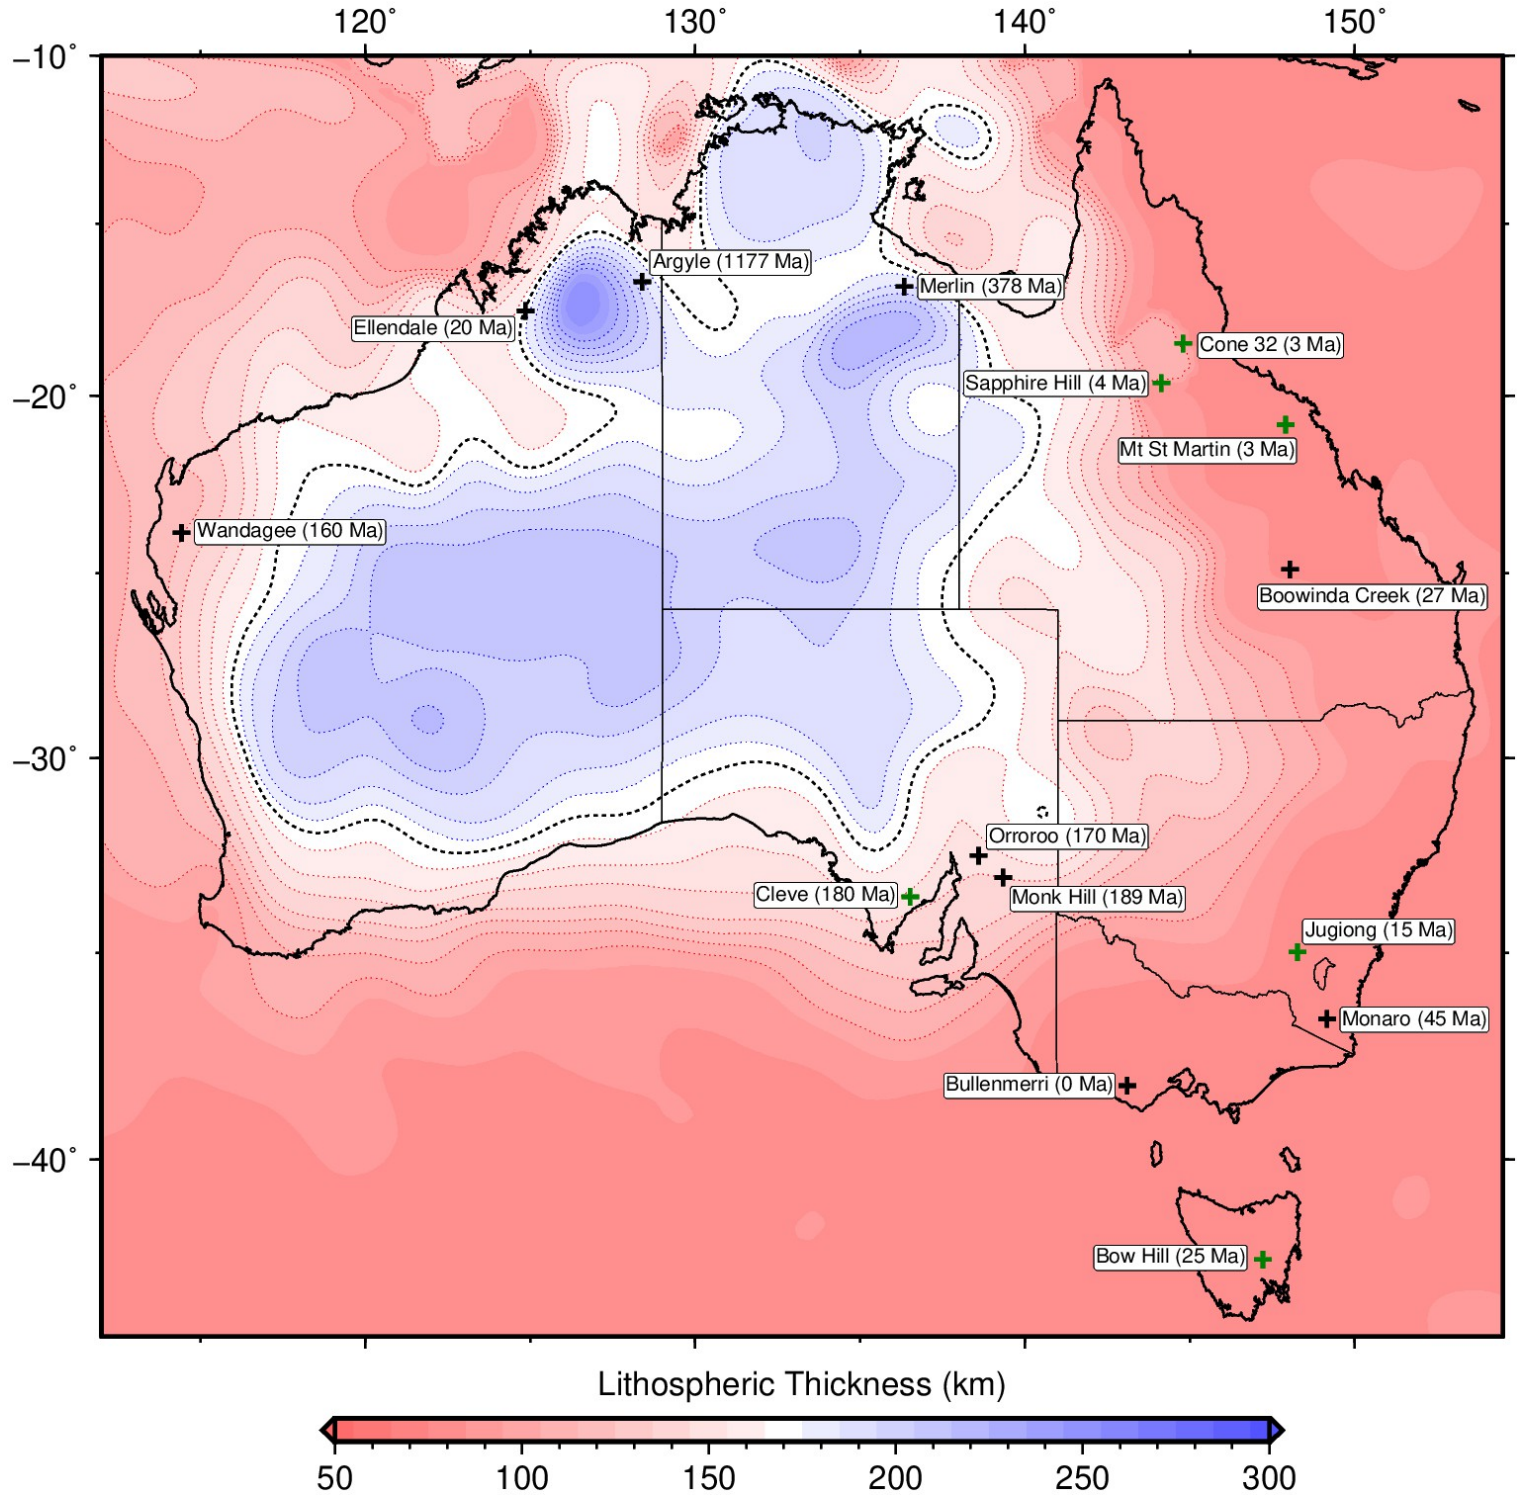 120° 130° 140° 150°
−10°
Argyle (1177 Ma)
Merlin (378 Ma)
Ellendale (20 Ma)
Cone 32 (3 Ma)
Sapphire Hill (4 Ma)
−20°
Mt St Martin (3 Ma)
Wandagee (160 Ma)
Boowinda Creek (27 Ma)
−30°
Orroroo (170 Ma)
Cleve (180 Ma)
Monk Hill (189 Ma)
Jugiong (15 Ma)
Monaro (45 Ma)
Bullenmerri (0 Ma)
−40°
Bow Hill (25 Ma)
Lithospheric Thickness (km)
50 100 150 200 250 300